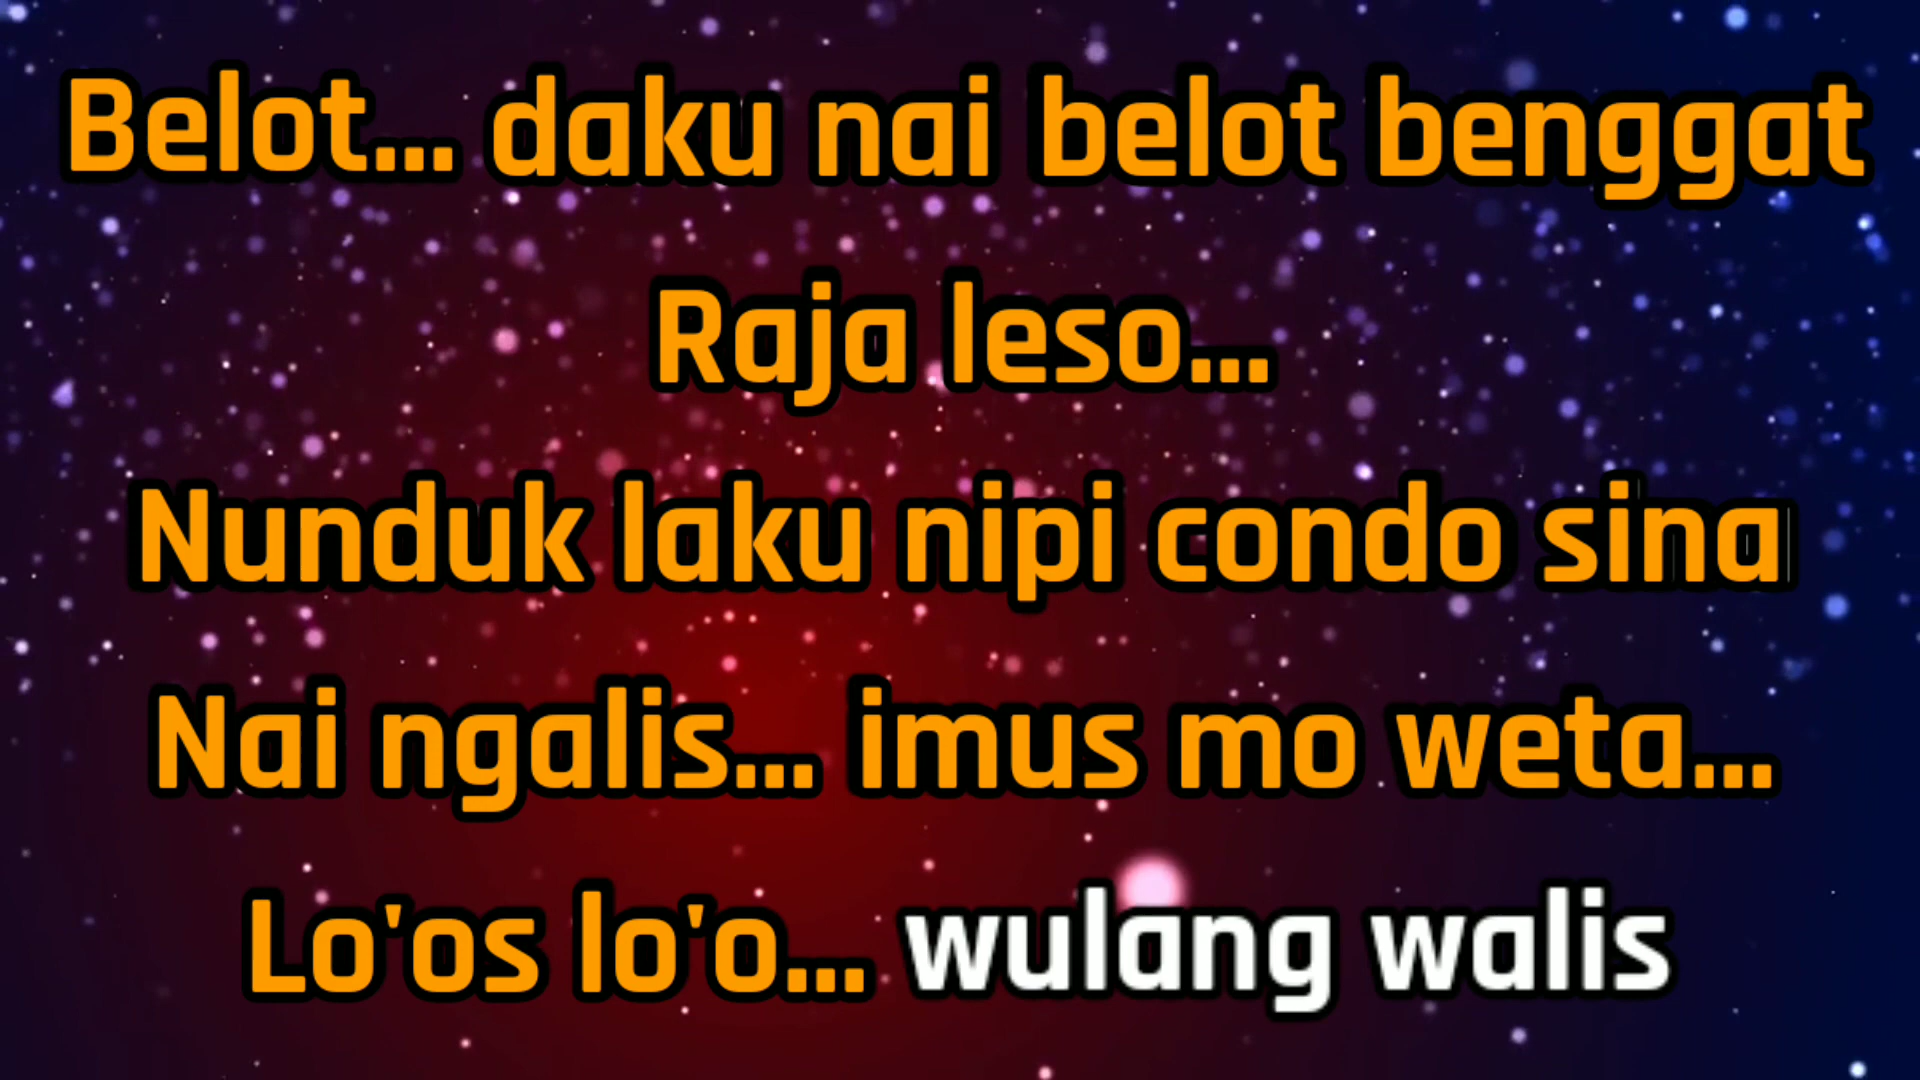 Belot... daku nai belot benggat
Raja leso...
Nunduk laku nipi condo sina
Nai ngalis... imus mo weta...
Lo'os lo'o... wulang walis